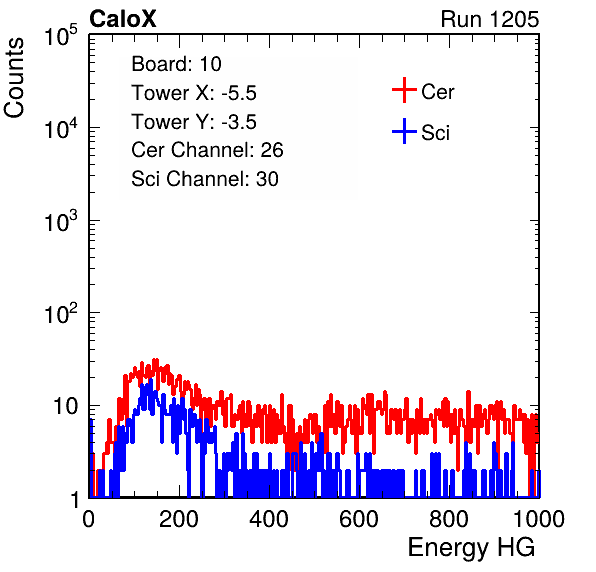 CaloX Run 1205
Counts
Board: 10
Tower X: -5.5
Tower Y: -3.5
Cer Channel: 26
Sci Channel: 30
Cer
Sci
10^5
10^4
10^3
10^2
10
1
0 200 400 600 800 1000
Energy HG